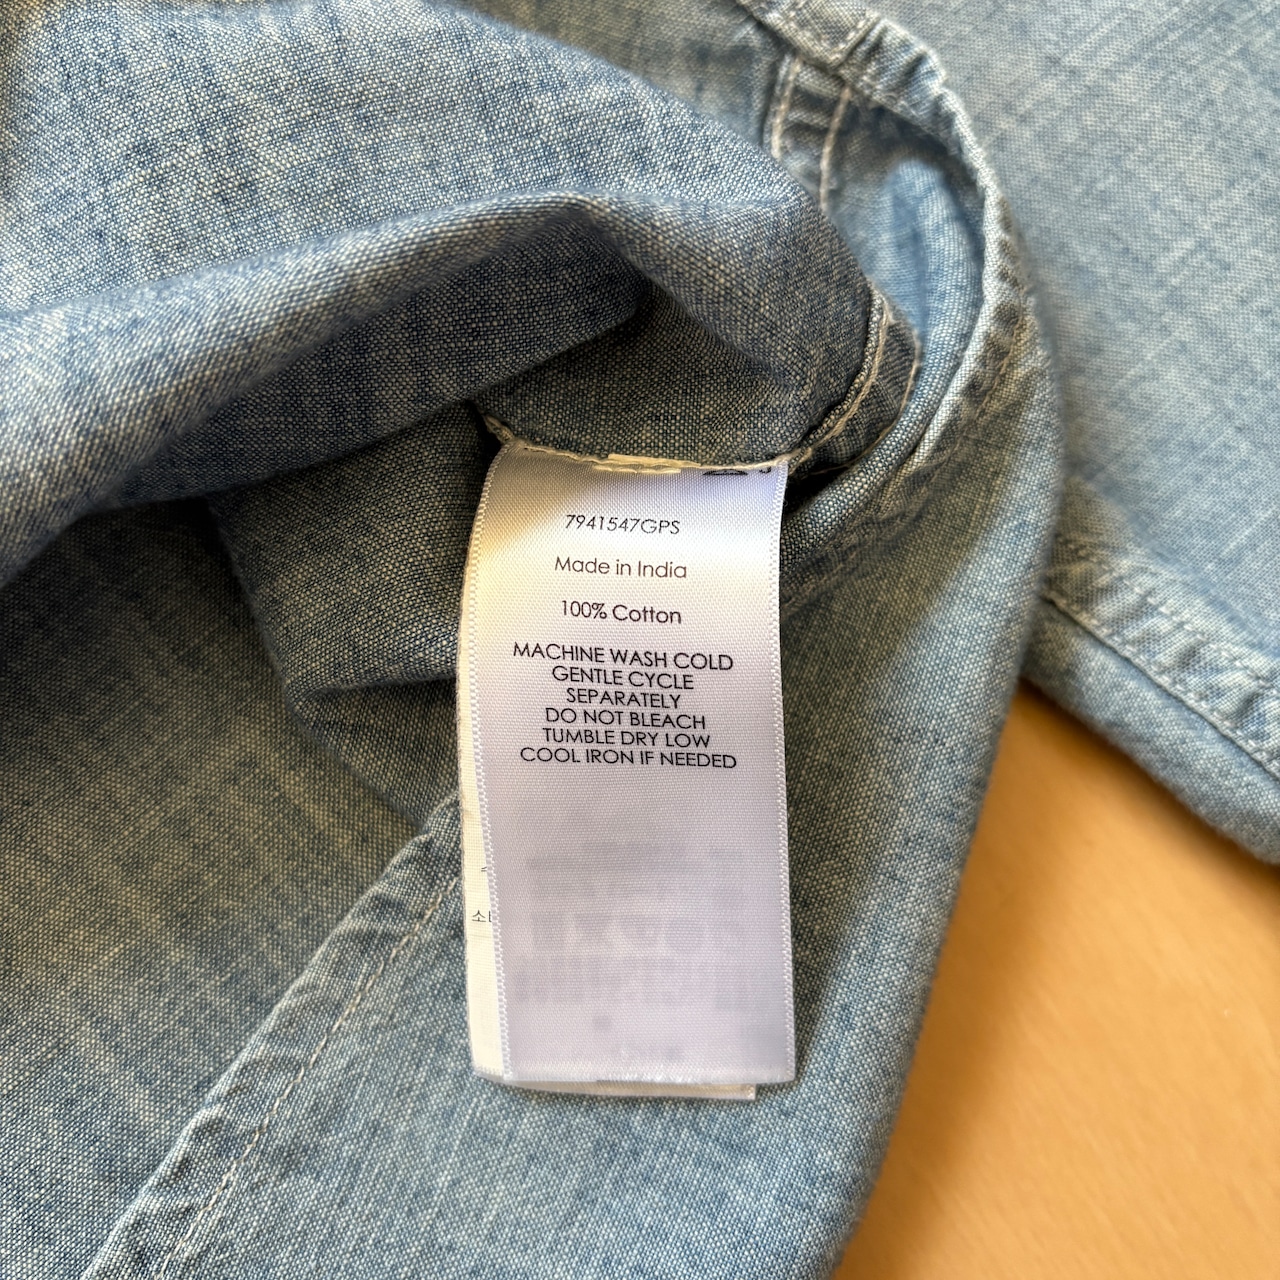 7941547GPS
Made in India
100% Cotton
MACHINE WASH COLD
GENTLE CYCLE
SEPARATELY
DO NOT BLEACH
TUMBLE DRY LOW
COOL IRON IF NEEDED